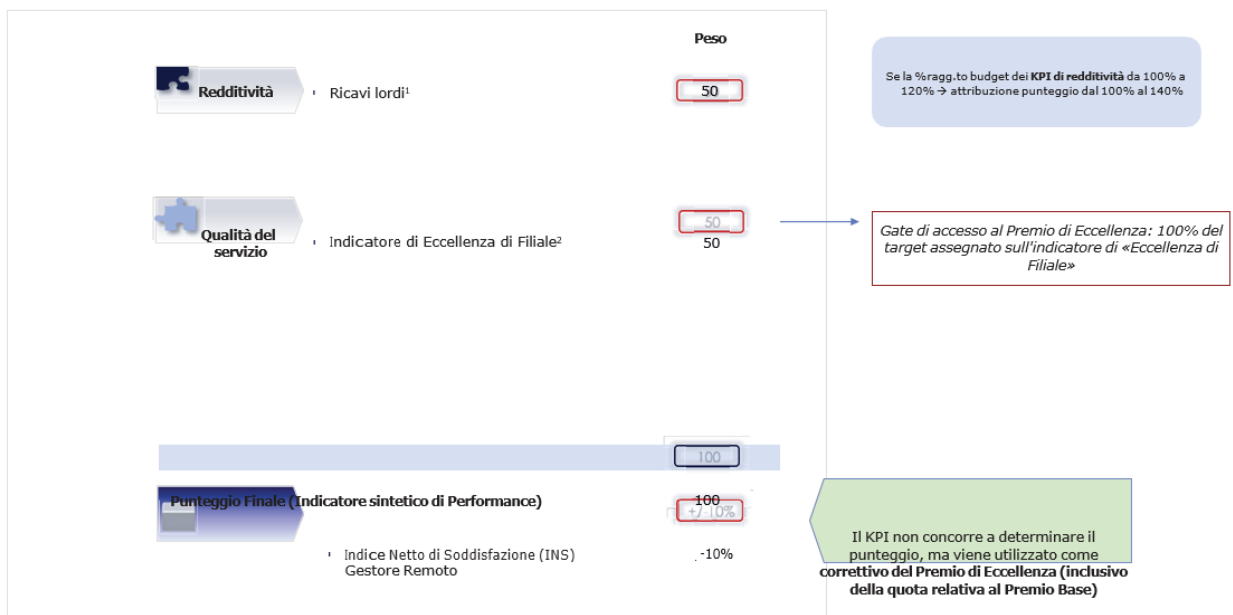 Peso
Redditività
Ricavi lordi¹
50
Se la %ragg.to budget dei KPI di redditività da 100% a
120% → attribuzione punteggio dal 100% al 140%
Qualità del
servizio
Indicatore di Eccellenza di Filiale²
50
50
Gate di accesso al Premio di Eccellenza: 100% del
target assegnato sull'indicatore di «Eccellenza di
Filiale»
100
Punteggio Finale (Indicatore sintetico di Performance)
100
+/-10%
Indice Netto di Soddisfazione (INS)
Gestore Remoto
-10%
Il KPI non concorre a determinare il
punteggio, ma viene utilizzato come
correttivo del Premio di Eccellenza (inclusivo
della quota relativa al Premio Base)